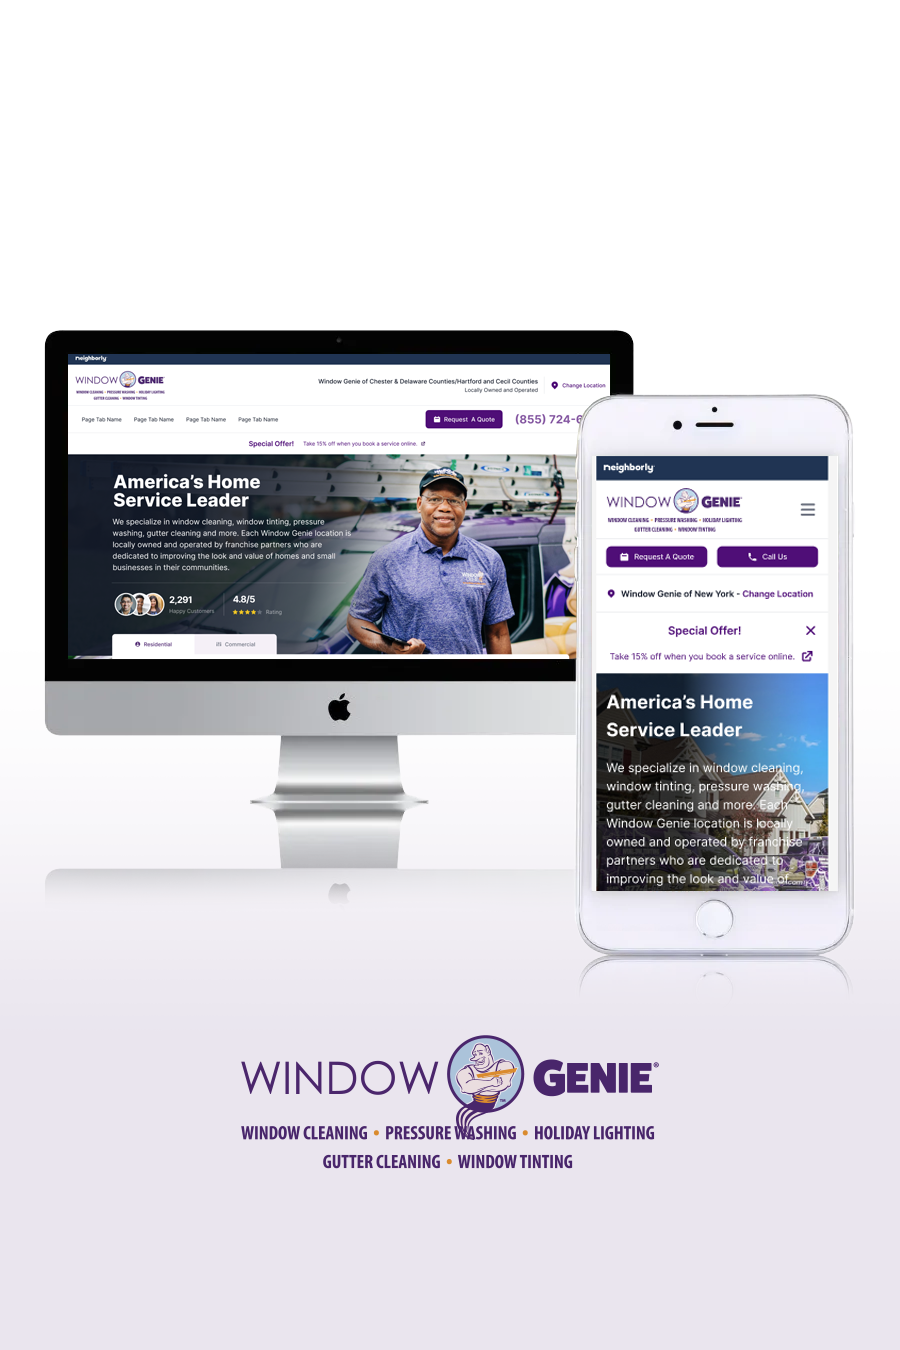 neighborly
WINDOW GENIE
WINDOW CLEANING • PRESSURE WASHING • HOLIDAY LIGHTING
GUTTER CLEANING • WINDOW TINTING
Window Genie of Chester & Delaware Counties/Hartford and Cecil Counties
Locally Owned and Operated
Change Location
Page Tab Name Page Tab Name Page Tab Name Page Tab Name
Request A Quote
(855) 724-6
Special Offer! Take 15% off when you book a service online.
America's Home
Service Leader
We specialize in window cleaning, window tinting, pressure
washing, gutter cleaning and more. Each Window Genie location is
locally owned and operated by franchise partners who are
dedicated to improving the look and value of homes and small
businesses in their communities.
2,291
Happy Customers
4.8/5
Rating
Residential
Commercial
neighborly
WINDOW GENIE
WINDOW CLEANING • PRESSURE WASHING • HOLIDAY LIGHTING
GUTTER CLEANING • WINDOW TINTING
Request A Quote
Call Us
Window Genie of New York - Change Location
Special Offer!
Take 15% off when you book a service online.
America's Home
Service Leader
We specialize in window cleaning,
window tinting, pressure washing,
gutter cleaning and more. Each
Window Genie location is locally
owned and operated by franchise
partners who are dedicated to
improving the look and value of
WINDOW GENIE®
WINDOW CLEANING • PRESSURE WASHING • HOLIDAY LIGHTING
GUTTER CLEANING • WINDOW TINTING